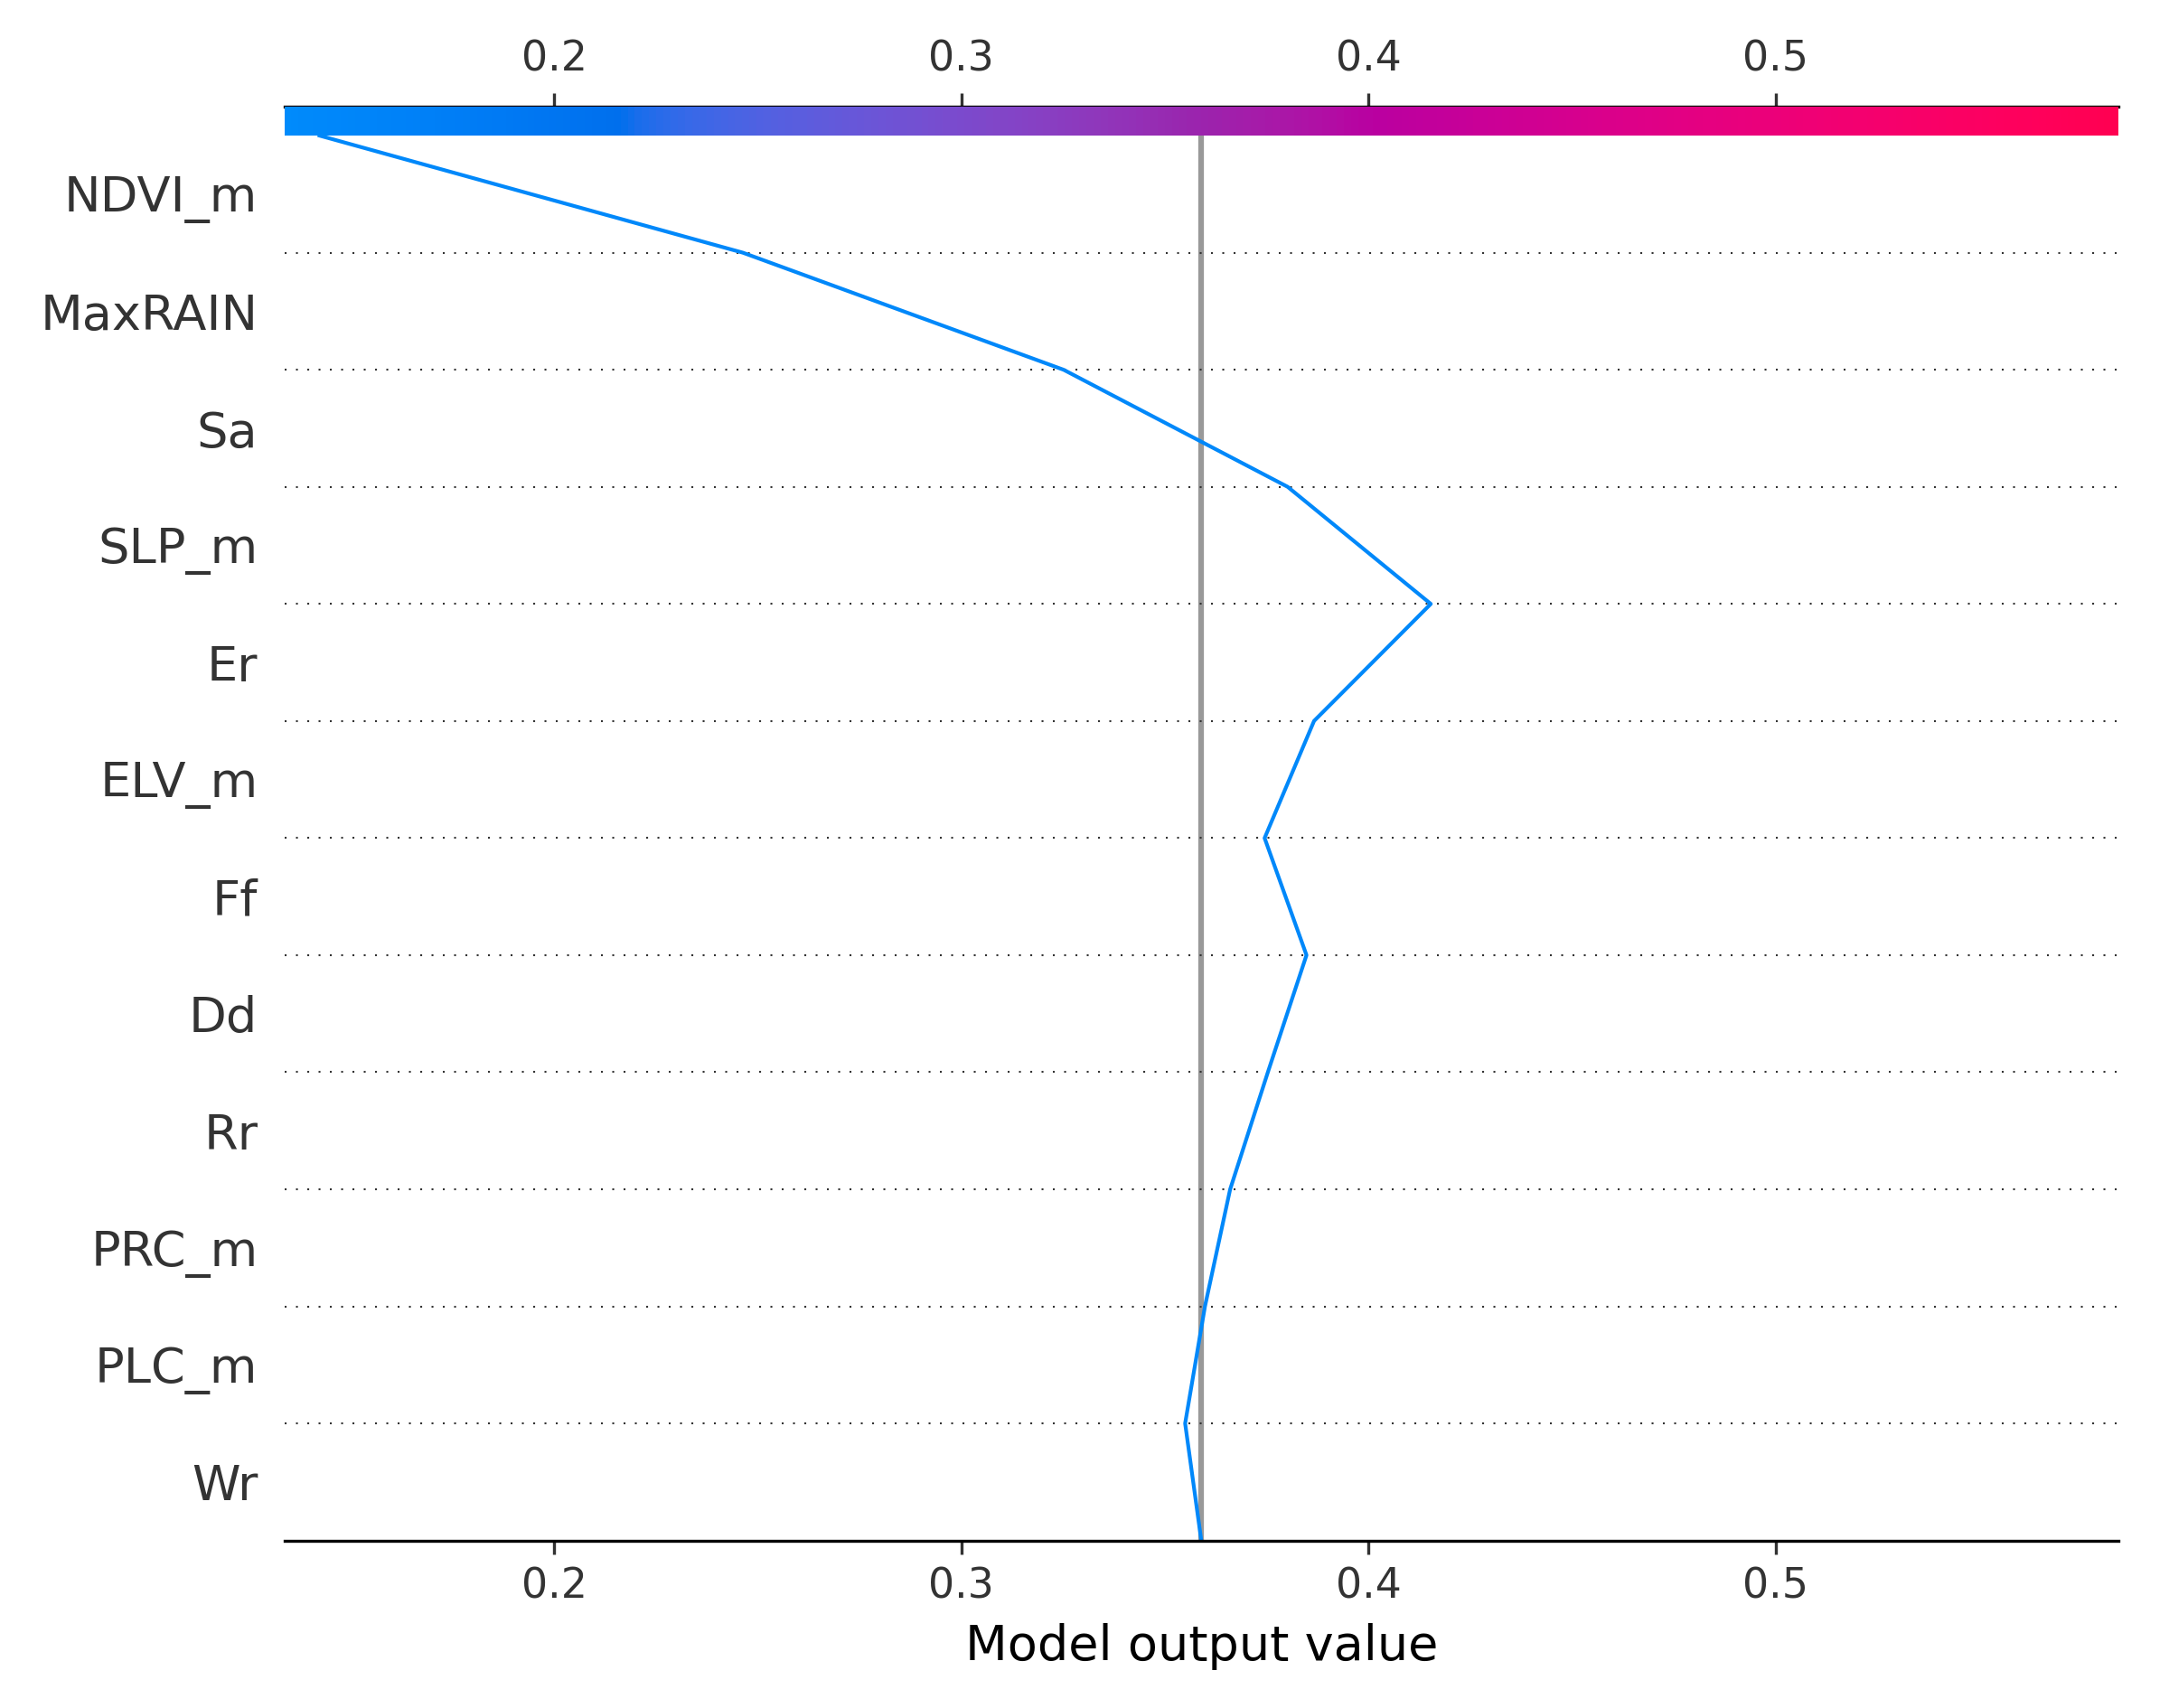 0.2 0.3 0.4 0.5
NDVI_m
MaxRAIN
Sa
SLP_m
Er
ELV_m
Ff
Dd
Rr
PRC_m
PLC_m
Wr
0.2 0.3 0.4 0.5
Model output value